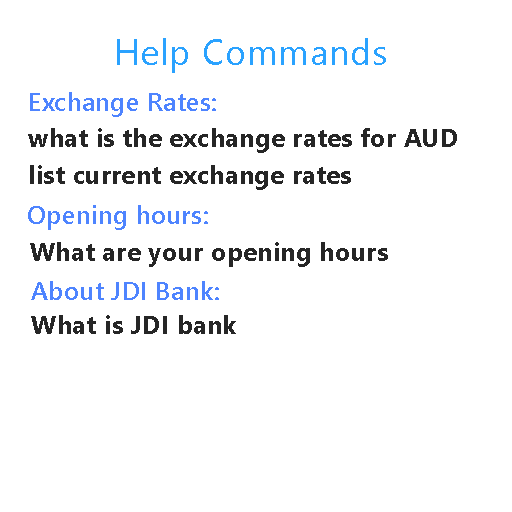 Help Commands
Exchange Rates:
what is the exchange rates for AUD
list current exchange rates
Opening hours:
What are your opening hours
About JDI Bank:
What is JDI bank